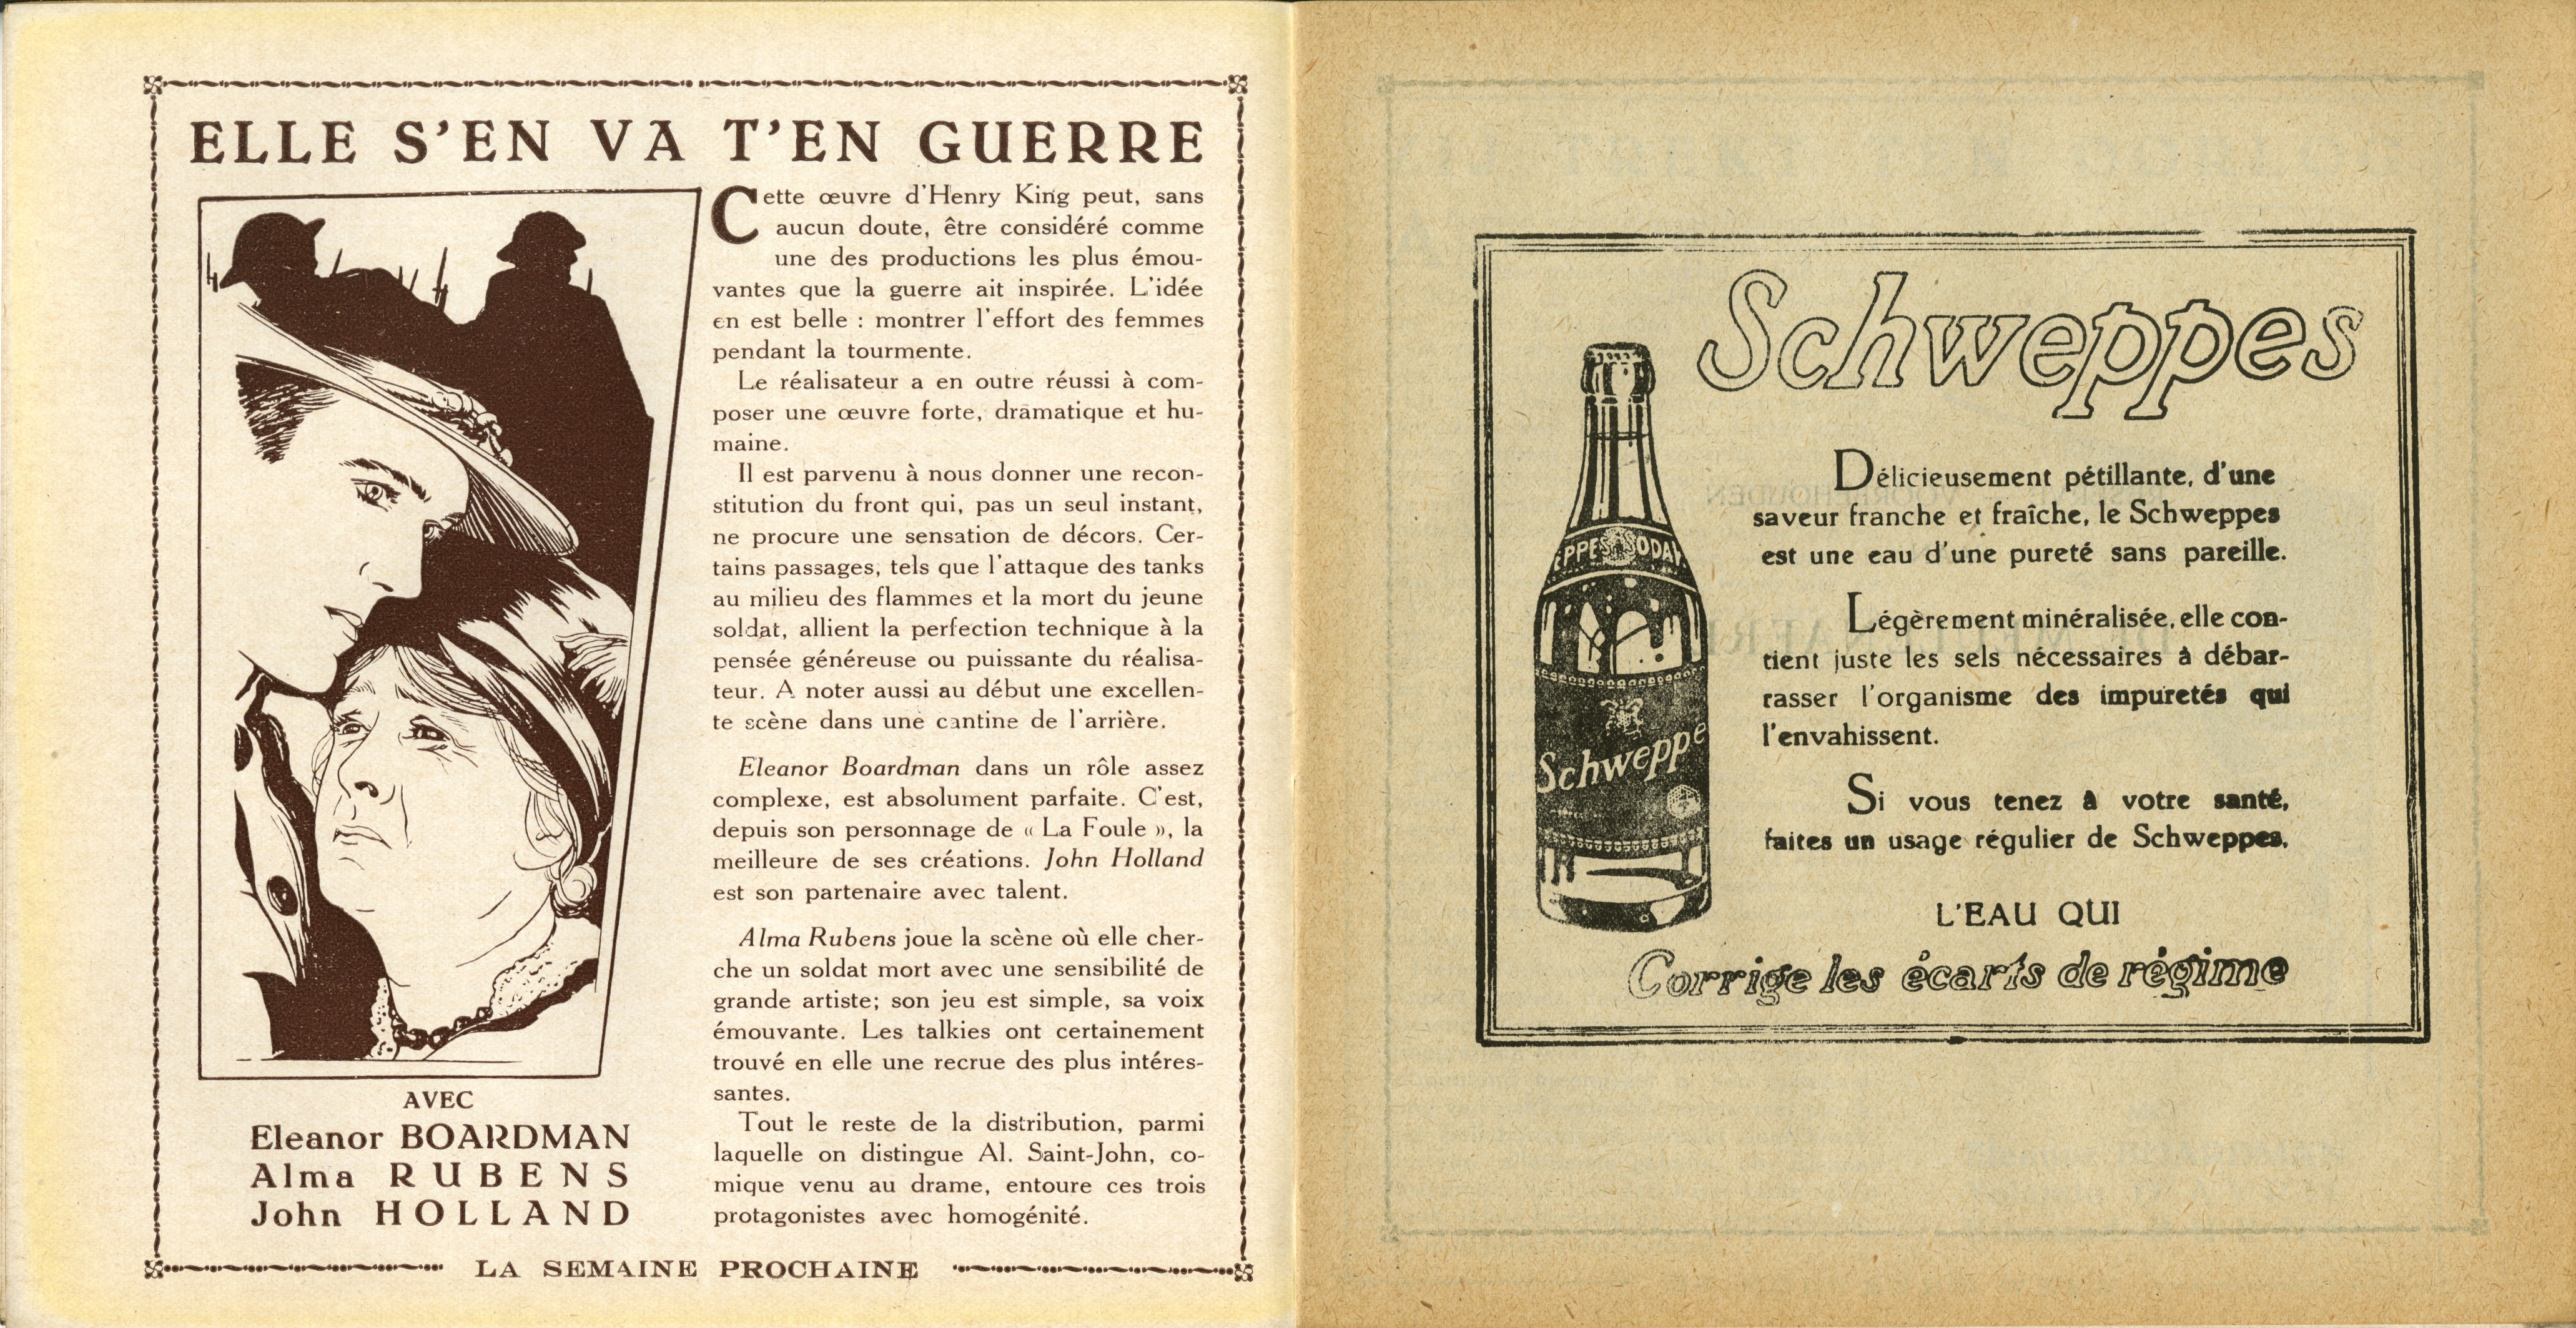 ELLE S'EN VA T'EN GUERRE
Cette œuvre d'Henry King peut, sans
aucun doute, être considéré comme
une des productions les plus émou-
vantes que la guerre ait inspirée. L'idée
en est belle : montrer l'effort des femmes
pendant la tourmente.
Le réalisateur a en outre réussi à com-
poser une œuvre forte, dramatique et hu-
maine.
Il est parvenu à nous donner une recon-
stitution du front qui, pas un seul instant,
ne procure une sensation de décors. Cer-
tains passages, tels que l'attaque des tanks
au milieu des flammes et la mort du jeune
soldat, allient la perfection technique à la
pensée généreuse ou puissante du réalisa-
teur. A noter aussi au début une excellen-
te scène dans une cantine de l'arrière.
Eleanor Boardman dans un rôle assez
complexe, est absolument parfaite. C'est,
depuis son personnage de « La Foule », la
meilleure de ses créations. John Holland
est son partenaire avec talent.
Alma Rubens joue la scène où elle cher-
che un soldat mort avec une sensibilité de
grande artiste; son jeu est simple, sa voix
émouvante. Les talkies ont certainement
trouvé en elle une recrue des plus intéres-
santes.
Tout le reste de la distribution, parmi
laquelle on distingue Al. Saint-John, co-
mique venu au drame, entoure ces trois
protagonistes avec homogénité.
AVEC
Eleanor BOARDMAN
Alma RUBENS
John HOLLAND
LA SEMAINE PROCHAINE
Schweppes
Délicieusement pétillante, d'une
saveur franche et fraîche, le Schweppes
est une eau d'une pureté sans pareille.
Légèrement minéralisée, elle con-
tient juste les sels nécessaires à débar-
rasser l'organisme des impuretés qui
l'envahissent.
Si vous tenez à votre santé,
faites un usage régulier de Schweppes.
L'EAU QUI
Corrige les écarts de régime
EPPES SODA
Schweppe